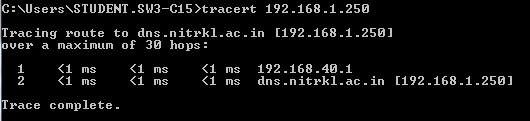 C:\Users\STUDENT.SW3-C15>tracert 192.168.1.250
Tracing route to dns.nitrkl.ac.in [192.168.1.250]
over a maximum of 30 hops:
1 <1 ms <1 ms <1 ms 192.168.40.1
2 <1 ms <1 ms <1 ms dns.nitrkl.ac.in [192.168.1.250]
Trace complete.